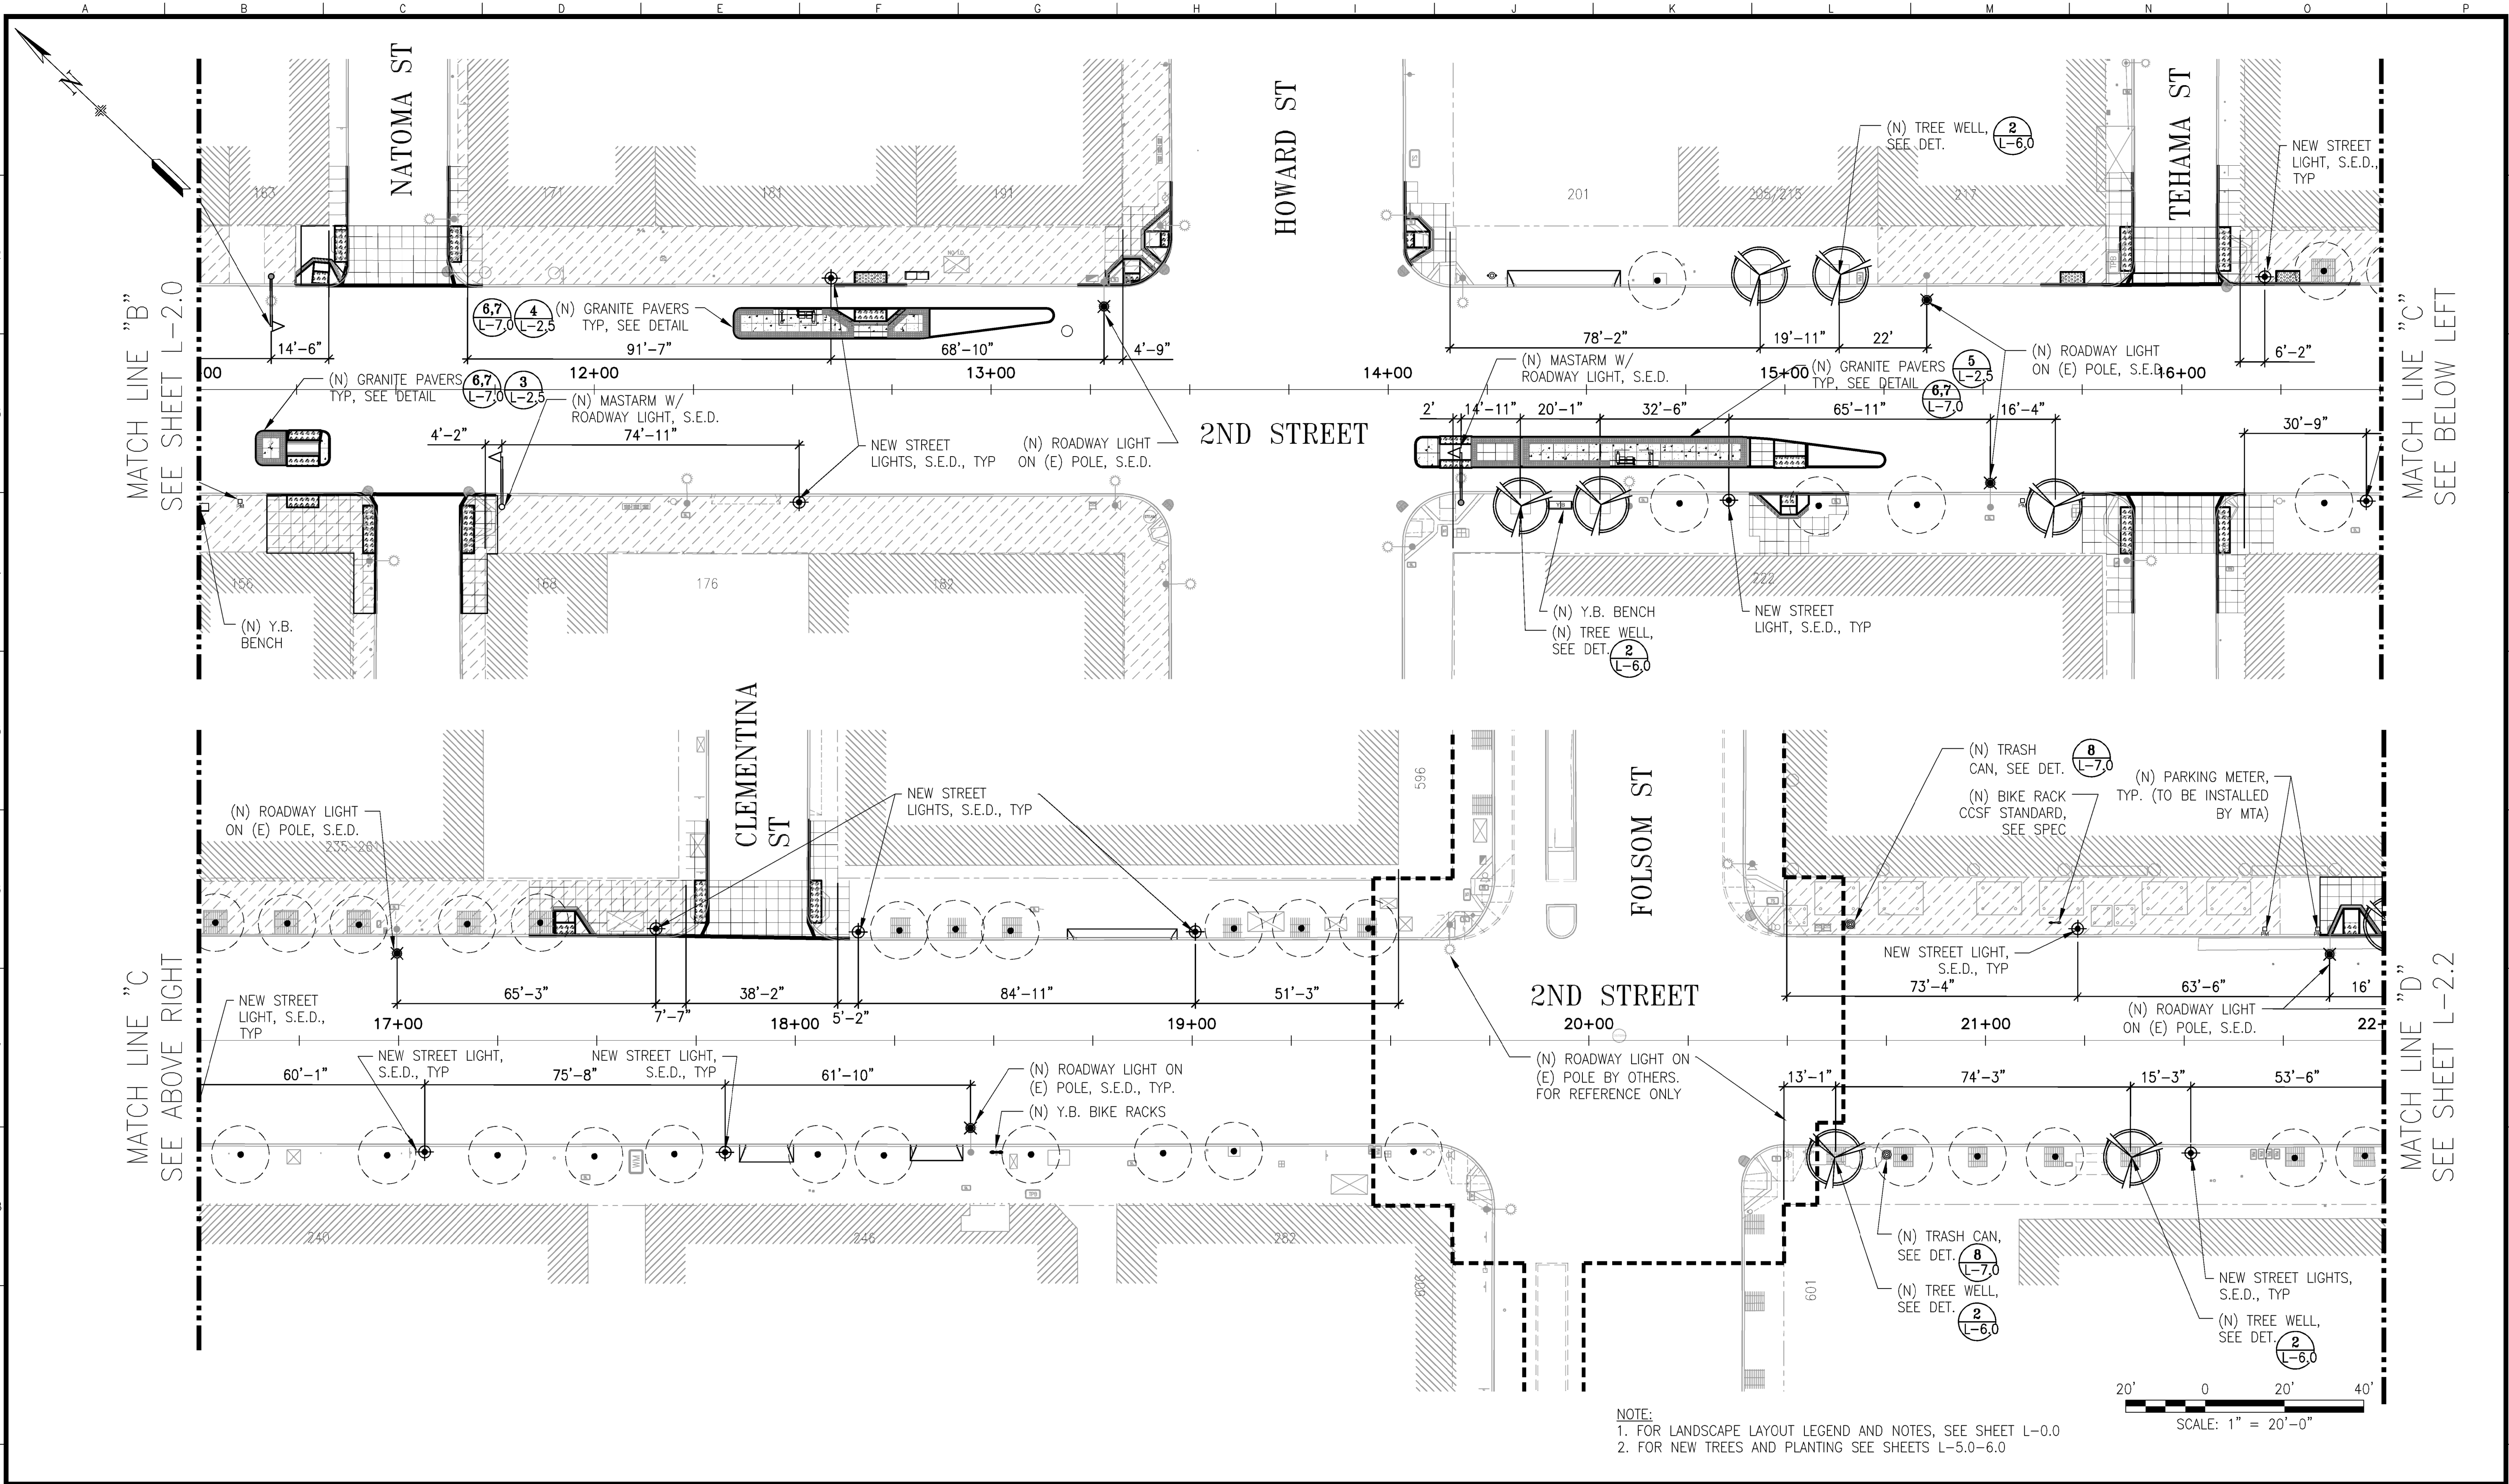 A B C D E F G H I J K L M N O P
N
NATOMA ST
HOWARD ST
TEHAMA ST
(N) TREE WELL,
SEE DET.
2
L-6.0
NEW STREET
LIGHT, S.E.D.,
TYP
163
171
181
191
NO T.D.
201
205/215
217
MATCH LINE "B"
SEE SHEET L-2.0
6,7
L-7.0
4
L-2.5
(N) GRANITE PAVERS
TYP, SEE DETAIL
14'-6"
91'-7"
68'-10"
4'-9"
78'-2"
19'-11"
22'
6'-2"
(N) ROADWAY LIGHT
ON (E) POLE, S.E.D.
MATCH LINE "C"
SEE BELOW LEFT
00
12+00
13+00
14+00
15+00
16+00
(N) GRANITE PAVERS
TYP, SEE DETAIL
6,7
L-7.0
3
L-2.5
(N) MASTARM W/
ROADWAY LIGHT, S.E.D.
(N) MASTARM W/
ROADWAY LIGHT, S.E.D.
(N) GRANITE PAVERS
TYP, SEE DETAIL
5
L-2.5
6,7
L-7.0
4'-2"
74'-11"
2'
14'-11"
20'-1"
32'-6"
65'-11"
16'-4"
30'-9"
NEW STREET
LIGHTS, S.E.D., TYP
(N) ROADWAY LIGHT
ON (E) POLE, S.E.D.
2ND STREET
Y.B.
156
168
176
182
222
(N) Y.B.
BENCH
(N) Y.B. BENCH
(N) TREE WELL,
SEE DET.
2
L-6.0
NEW STREET
LIGHT, S.E.D., TYP
CLEMENTINA
ST
FOLSOM ST
596
(N) ROADWAY LIGHT
ON (E) POLE, S.E.D.
235-261
NEW STREET
LIGHTS, S.E.D., TYP
(N) TRASH
CAN, SEE DET.
8
L-7.0
(N) BIKE RACK
CCSF STANDARD,
SEE SPEC
(N) PARKING METER,
TYP. (TO BE INSTALLED
BY MTA)
NEW STREET LIGHT,
S.E.D., TYP
MATCH LINE "C
SEE ABOVE RIGHT
NEW STREET
LIGHT, S.E.D.,
TYP
65'-3"
7'-7"
38'-2"
5'-2"
84'-11"
51'-3"
2ND STREET
73'-4"
63'-6"
16'
(N) ROADWAY LIGHT
ON (E) POLE, S.E.D.
17+00
18+00
19+00
20+00
21+00
22-
MATCH LINE "D"
SEE SHEET L-2.2
NEW STREET LIGHT,
S.E.D., TYP
NEW STREET LIGHT,
S.E.D., TYP
60'-1"
75'-8"
61'-10"
(N) ROADWAY LIGHT ON
(E) POLE, S.E.D., TYP.
(N) Y.B. BIKE RACKS
(N) ROADWAY LIGHT ON
(E) POLE BY OTHERS.
FOR REFERENCE ONLY
13'-1"
74'-3"
15'-3"
53'-6"
WM
240
246
282
606
601
(N) TRASH CAN,
SEE DET.
8
L-7.0
(N) TREE WELL,
SEE DET.
2
L-6.0
NEW STREET LIGHTS,
S.E.D., TYP
(N) TREE WELL,
SEE DET.
2
L-6.0
20' 0 20' 40'
SCALE: 1" = 20'-0"
NOTE:
1. FOR LANDSCAPE LAYOUT LEGEND AND NOTES, SEE SHEET L-0.0
2. FOR NEW TREES AND PLANTING SEE SHEETS L-5.0-6.0